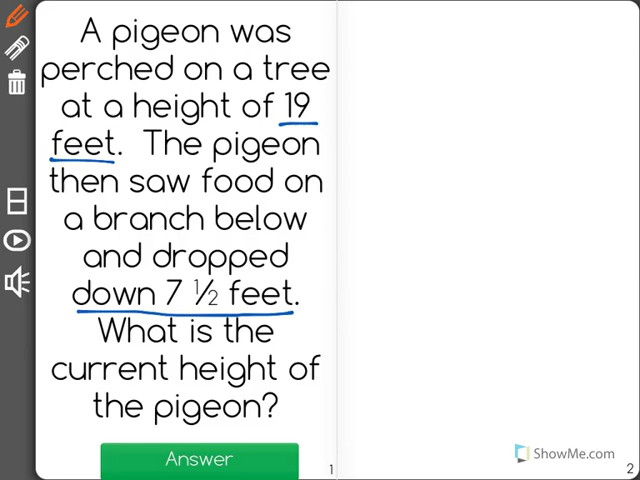 A pigeon was
perched on a tree
at a height of 19
feet. The pigeon
then saw food on
a branch below
and dropped
down 7 ½ feet.
What is the
current height of
the pigeon?
Answer
1
ShowMe.com
2